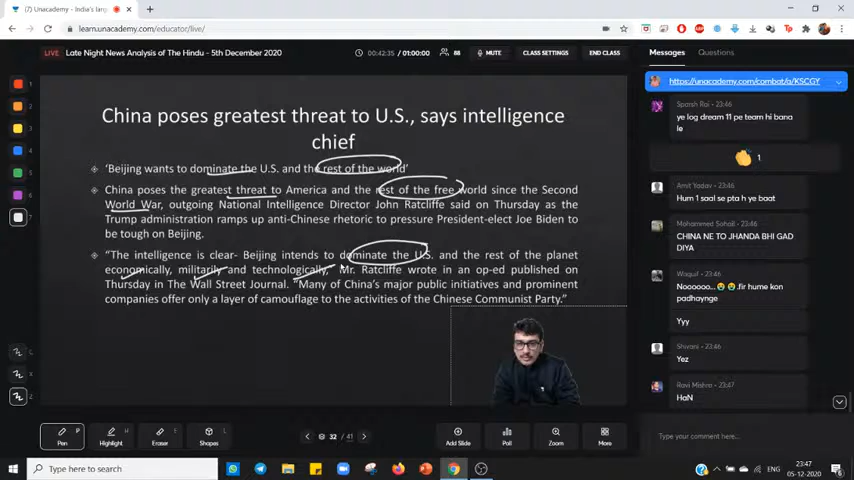 (7) Unacademy - India's larg
learn.unacademy.com/educator/live/
LIVE Late Night News Analysis of The Hindu - 5th December 2020
00:42:35 / 01:00:00
88
MUTE
CLASS SETTINGS
END CLASS
1
2
3
4
5
6
7
China poses greatest threat to U.S., says intelligence
chief
‘Beijing wants to dominate the U.S. and the rest of the world’
China poses the greatest threat to America and the rest of the free world since the Second
World War, outgoing National Intelligence Director John Ratcliffe said on Thursday as the
Trump administration ramps up anti-Chinese rhetoric to pressure President-elect Joe Biden to
be tough on Beijing.
“The intelligence is clear- Beijing intends to dominate the U.S. and the rest of the planet
economically, militarily and technologically,” Mr. Ratcliffe wrote in an op-ed published on
Thursday in The Wall Street Journal. “Many of China’s major public initiatives and prominent
companies offer only a layer of camouflage to the activities of the Chinese Communist Party.”
Pen P
Highlight
Eraser
Shapes
32 / 41
Add Slide
Poll
Zoom
More
Messages
Questions
https://unacademy.com/combat/a/KSCGY
Sparsh Rai 23:46
ye log dream 11 pe team hi bana
le
1
Amit Yadav 23:46
Hum 1 saal se pta h ye baat
Mohammed Sohail 23:46
CHINA NE TO JHANDA BHI GAD
DIYA
Waquif 23:46
Nooooooo .fir hume kon
padhaynge
Yyy
Shivani 23:46
Yez
Ravi Mishra 23:47
HaN
Type your comment here...
Type here to search
ENG
23:47
05-12-2020